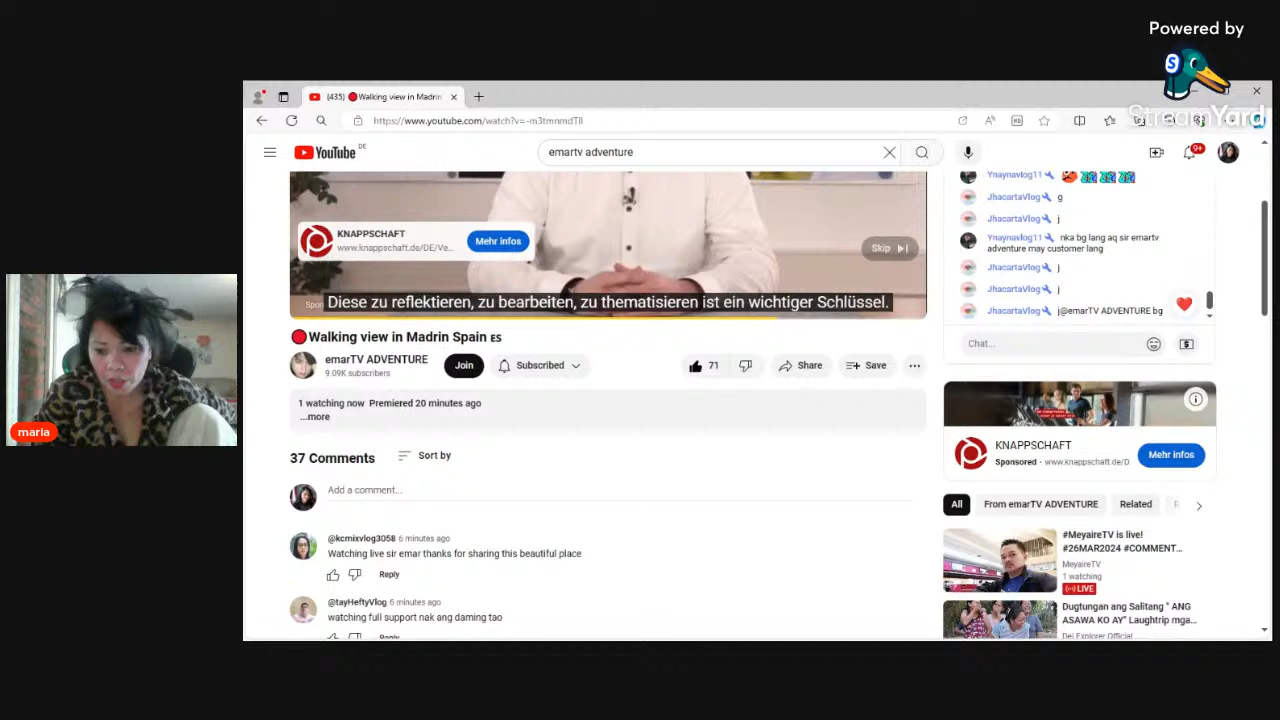 Powered by
StreamYard
(435) 🔴Walking view in Madrin
https://www.youtube.com/watch?v=-m3tmnmdTlI
YouTube DE
emartv adventure
9+
KNAPPSCHAFT
www.knappschaft.de/DE/Ve...
Mehr infos
Skip
Diese zu reflektieren, zu bearbeiten, zu thematisieren ist ein wichtiger Schlüssel.
🔴Walking view in Madrin Spain ES
emarTV ADVENTURE
9.09K subscribers
Join
Subscribed
71
Share
Save
1 watching now Premiered 20 minutes ago
...more
37 Comments
Sort by
Add a comment...
@kcmixvlog3058 6 minutes ago
Watching live sir emar thanks for sharing this beautiful place
Reply
@tayHeftyVlog 6 minutes ago
watching full support nak ang daming tao
Reply
Ynaynavlog11
JhacartaVlog g
JhacartaVlog j
Ynaynavlog11 nka bg lang aq sir emartv
adventure may customer lang
JhacartaVlog j
JhacartaVlog j
JhacartaVlog j@emarTV ADVENTURE bg
Chat...
KNAPPSCHAFT
Sponsored · www.knappschaft.de/D
Mehr infos
All
From emarTV ADVENTURE
Related
#MeyaireTV is live!
#26MAR2024 #COMMENT...
MeyaireTV
1 watching
LIVE
Dugtungan ang Salitang " ANG
ASAWA KO AY" Laughtrip mga...
Dei Explorer Official
maria